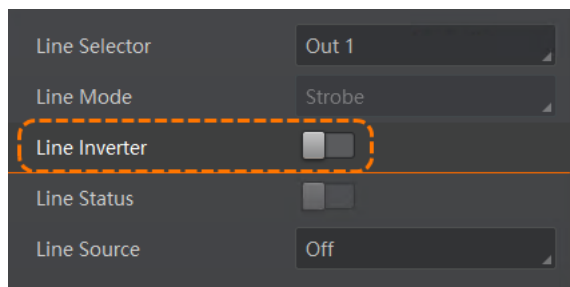 Line Selector Out 1
Line Mode Strobe
Line Inverter
Line Status
Line Source Off